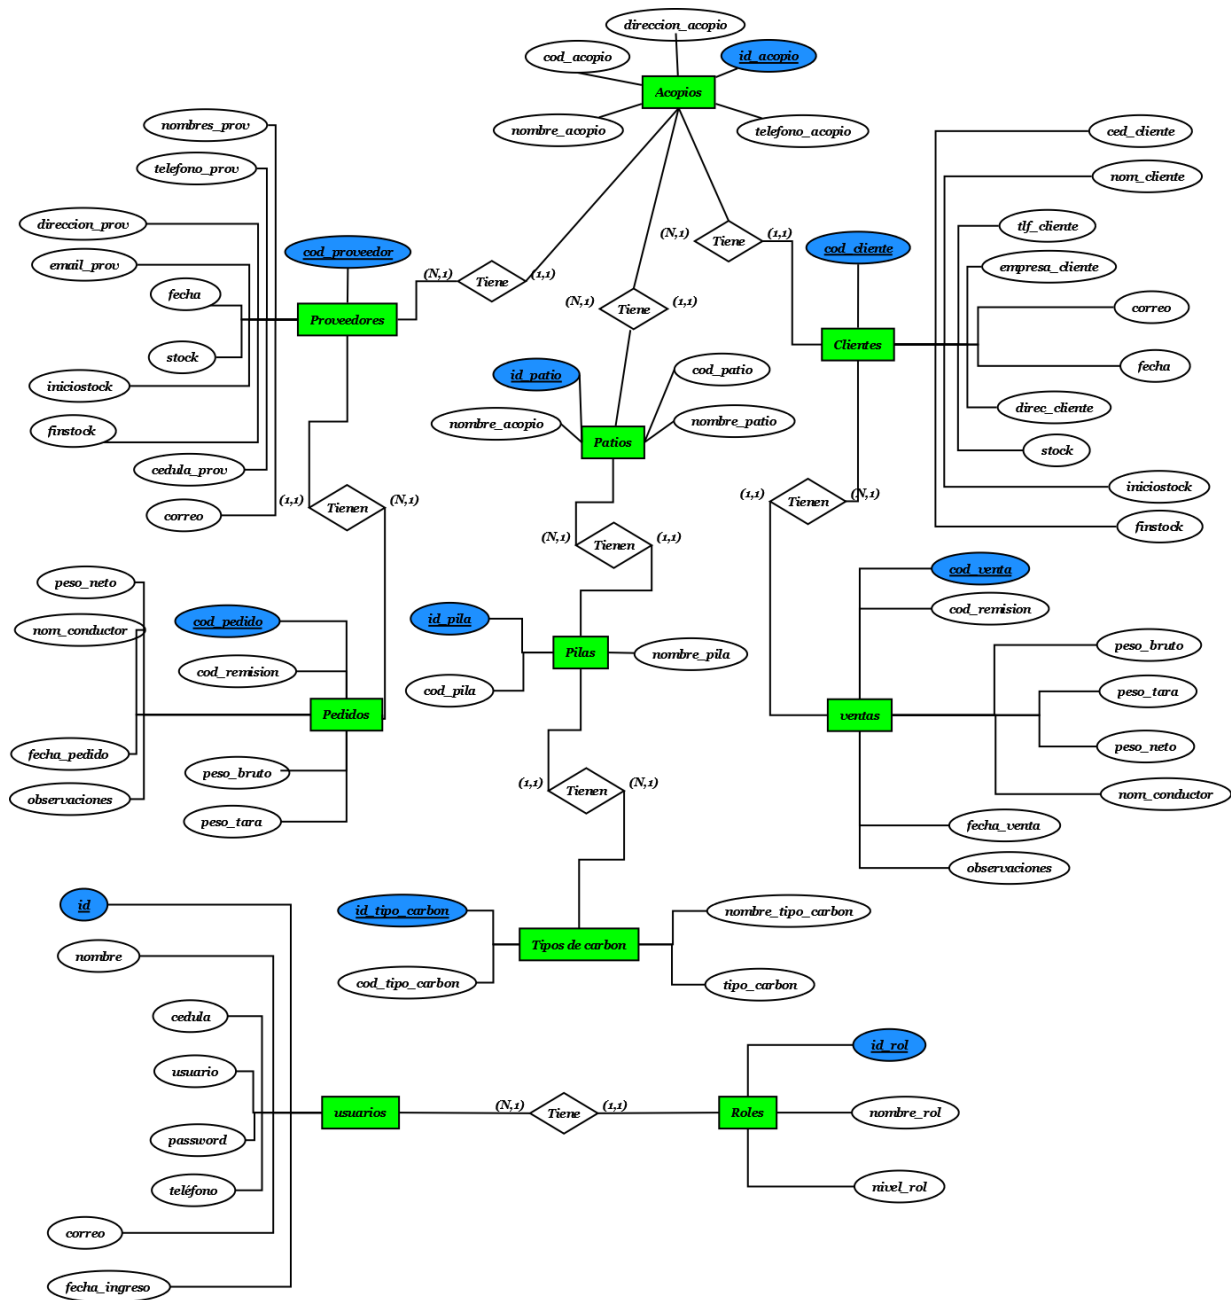 direccion_acopio
cod_acopio
id_acopio
Acopios
nombre_acopio
telefono_acopio
nombres_prov
telefono_prov
direccion_prov
email_prov
fecha
stock
iniciostock
finstock
cedula_prov
correo
cod_proveedor
Proveedores
(N,1)
Tiene
(1,1)
(N,1)
Tiene
(1,1)
(N,1)
Tiene
(1,1)
cod_cliente
Clientes
ced_cliente
nom_cliente
tlf_cliente
empresa_cliente
correo
fecha
direc_cliente
stock
iniciostock
finstock
id_patio
cod_patio
nombre_acopio
nombre_patio
Patios
(1,1)
Tienen
(N,1)
(N,1)
Tienen
(1,1)
(1,1)
Tienen
(N,1)
peso_neto
nom_conductor
cod_pedido
cod_remision
Pedidos
fecha_pedido
observaciones
peso_bruto
peso_tara
id_pila
Pilas
nombre_pila
cod_pila
cod_venta
cod_remision
ventas
peso_bruto
peso_tara
peso_neto
nom_conductor
fecha_venta
observaciones
(1,1)
Tienen
(N,1)
id_tipo_carbon
nombre_tipo_carbon
Tipos de carbon
cod_tipo_carbon
tipo_carbon
id
nombre
cedula
usuario
password
teléfono
correo
fecha_ingreso
usuarios
(N,1)
Tiene
(1,1)
Roles
id_rol
nombre_rol
nivel_rol